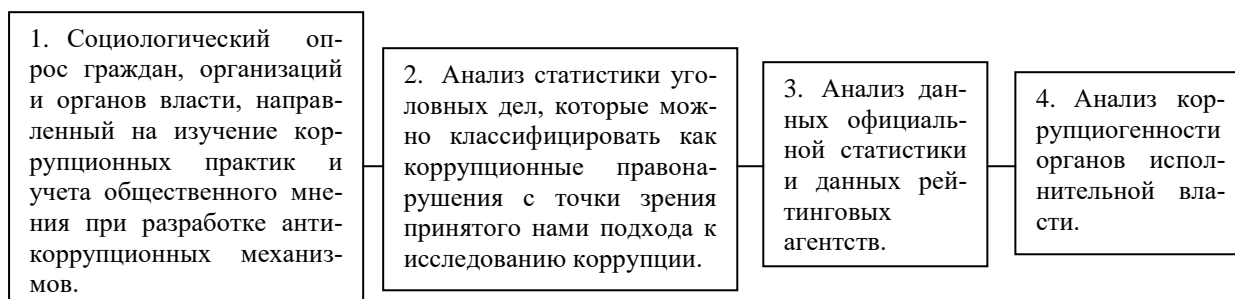 1. Социологический оп-
рос граждан, организаций
и органов власти, направ-
ленный на изучение кор-
рупционных практик и
учета общественного мне-
ния при разработке анти-
коррупционных механиз-
мов.
2. Анализ статистики уго-
ловных дел, которые мож-
но классифицировать как
коррупционные правона-
рушения с точки зрения
принятого нами подхода к
исследованию коррупции.
3. Анализ дан-
ных официаль-
ной статистики
и данных рей-
тинговых
агентств.
4. Анализ кор-
рупциогенности
органов испол-
нительной вла-
сти.